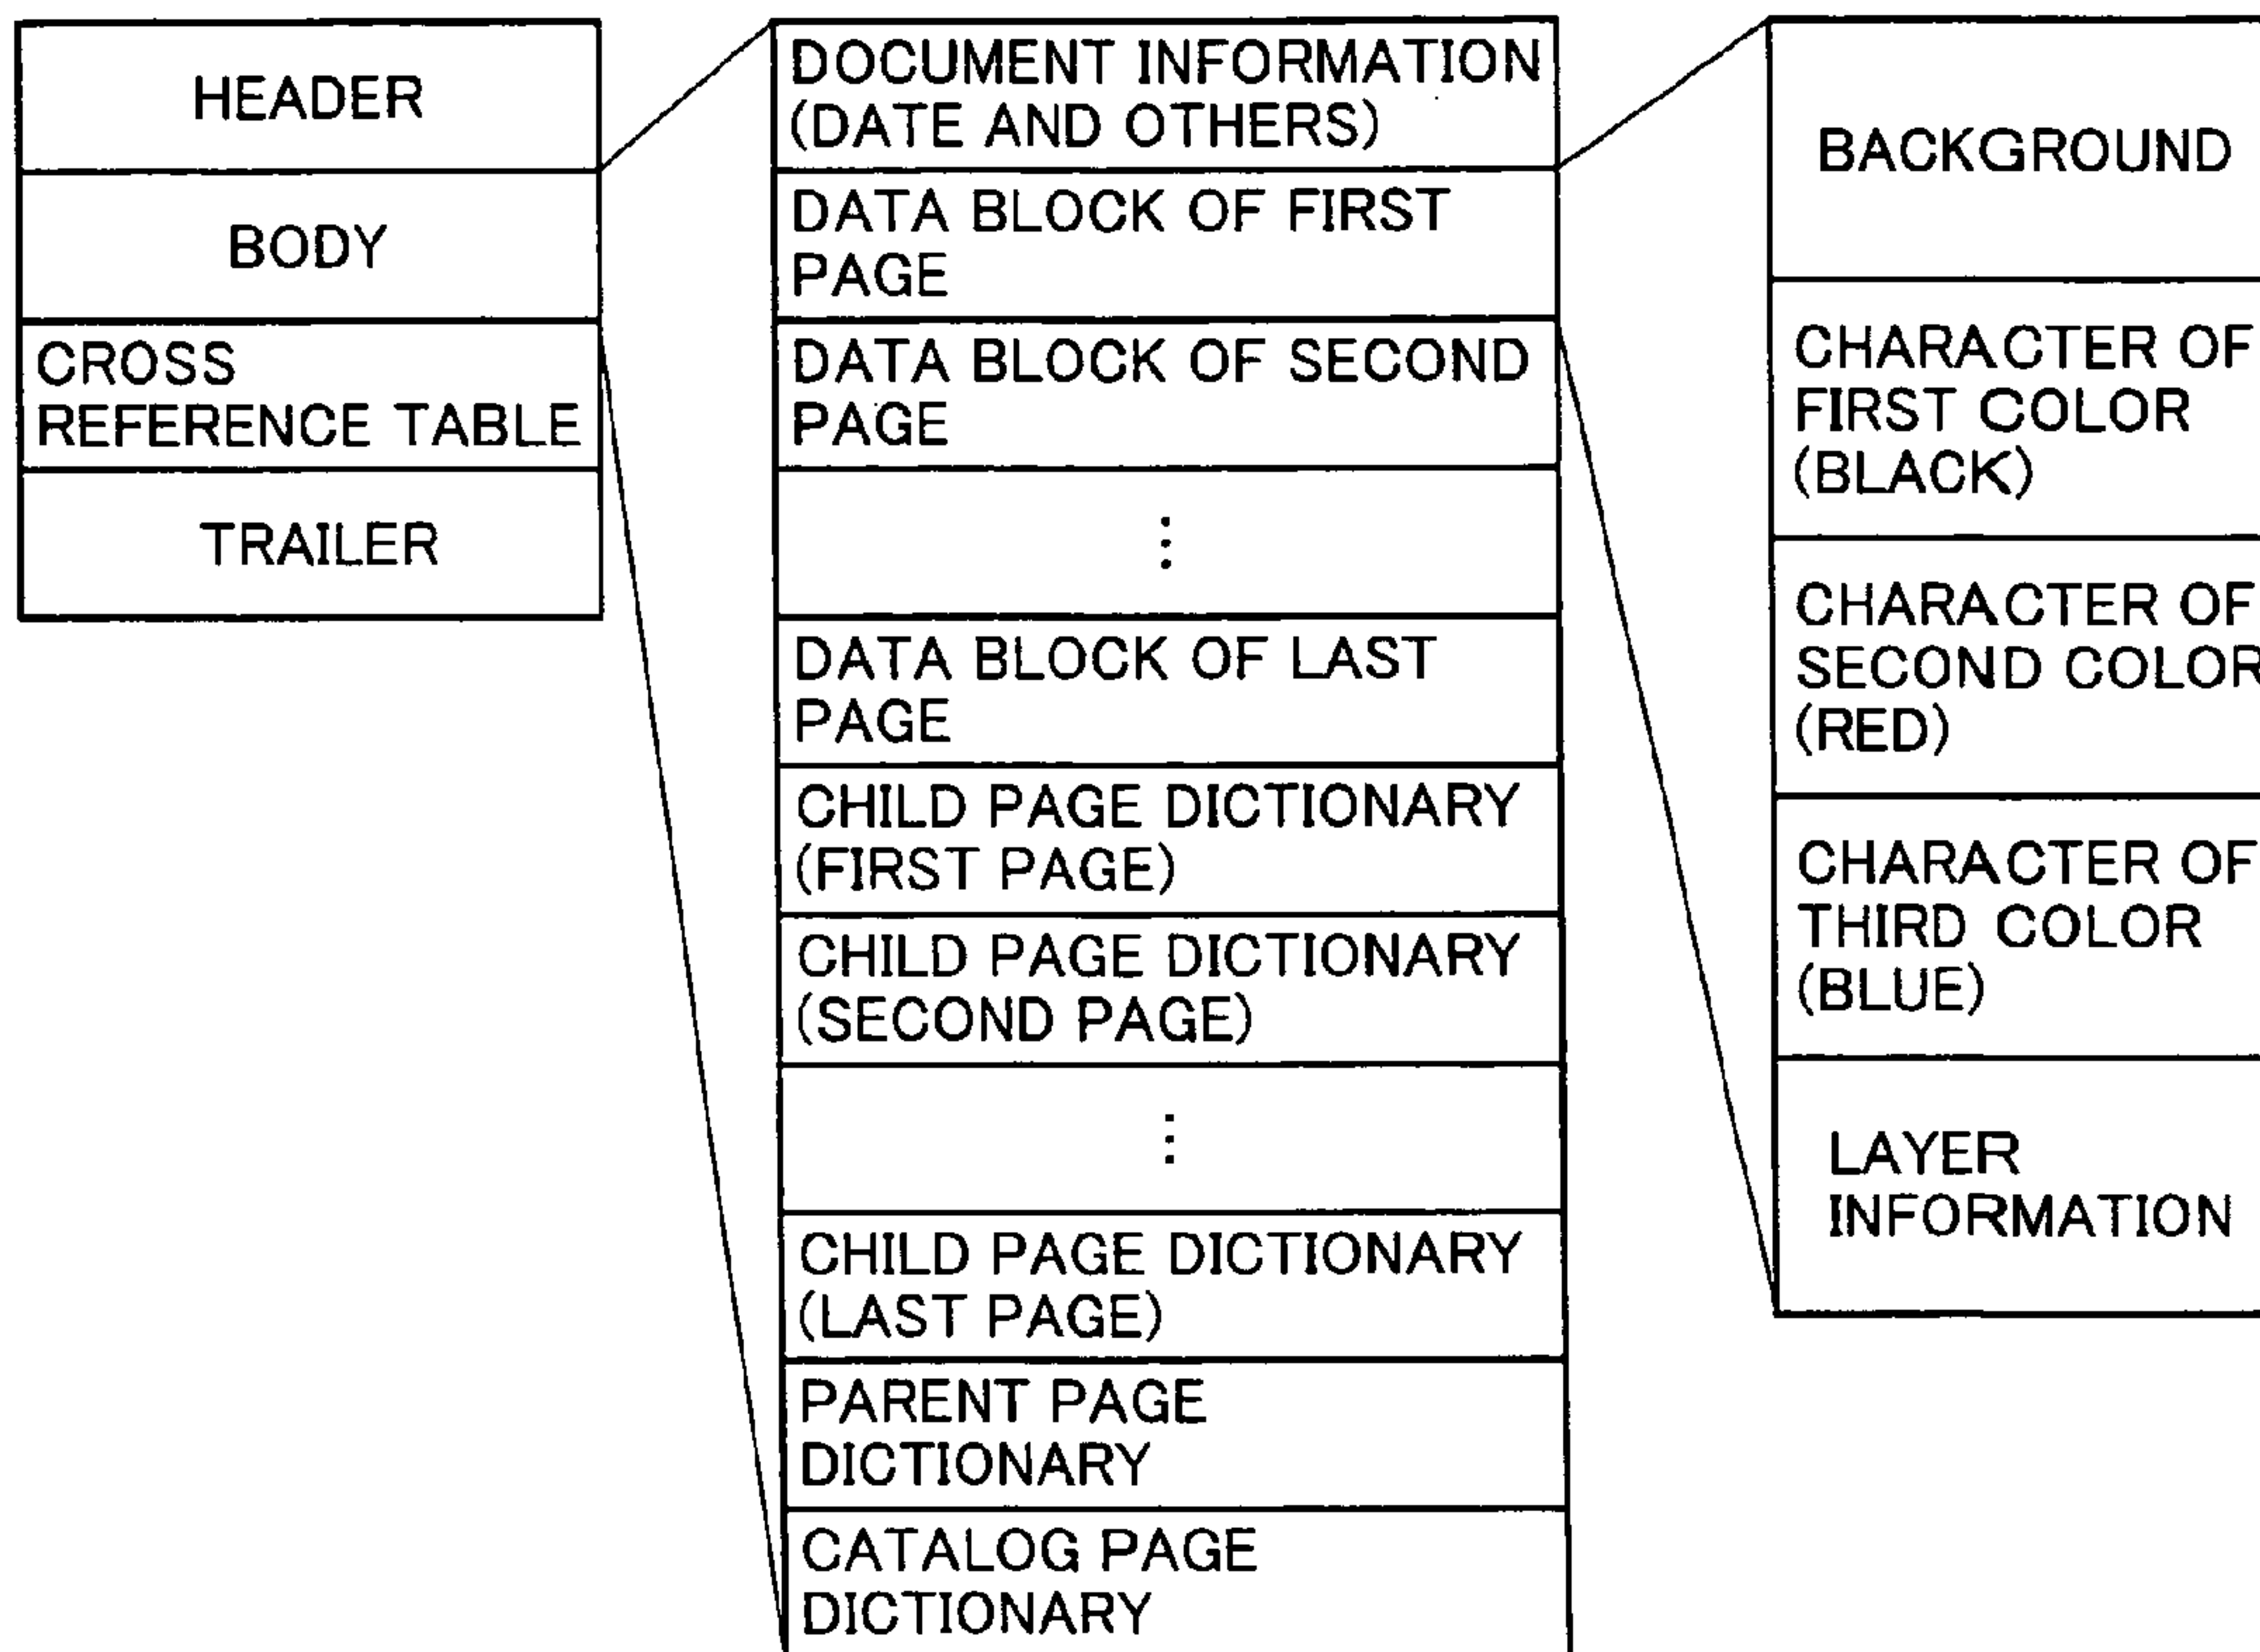 HEADER
BODY
CROSS
REFERENCE TABLE
TRAILER
DOCUMENT INFORMATION
(DATE AND OTHERS)
DATA BLOCK OF FIRST
PAGE
DATA BLOCK OF SECOND
PAGE
⋮
DATA BLOCK OF LAST
PAGE
CHILD PAGE DICTIONARY
(FIRST PAGE)
CHILD PAGE DICTIONARY
(SECOND PAGE)
⋮
CHILD PAGE DICTIONARY
(LAST PAGE)
PARENT PAGE
DICTIONARY
CATALOG PAGE
DICTIONARY
BACKGROUND
CHARACTER OF
FIRST COLOR
(BLACK)
CHARACTER OF
SECOND COLOR
(RED)
CHARACTER OF
THIRD COLOR
(BLUE)
LAYER
INFORMATION